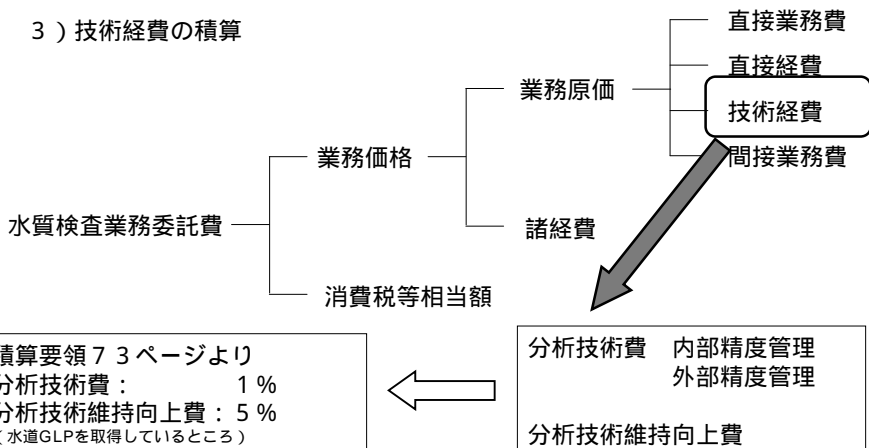 ３）技術経費の積算
直接業務費
直接経費
業務原価
技術経費
業務価格
間接業務費
水質検査業務委託費
諸経費
消費税等相当額
積算要領７３ページより
分析技術費： 1％
分析技術維持向上費：5％
（水道GLPを取得しているところ）
分析技術費 内部精度管理
外部精度管理
分析技術維持向上費